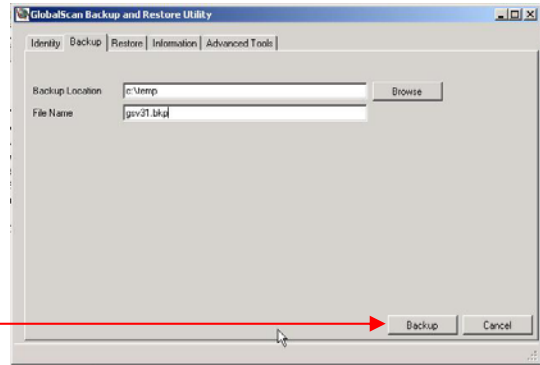 GlobalScan Backup and Restore Utility
Identity Backup Restore Information Advanced Tools
Backup Location c:\temp Browse
File Name gsv31.bkp
Backup Cancel